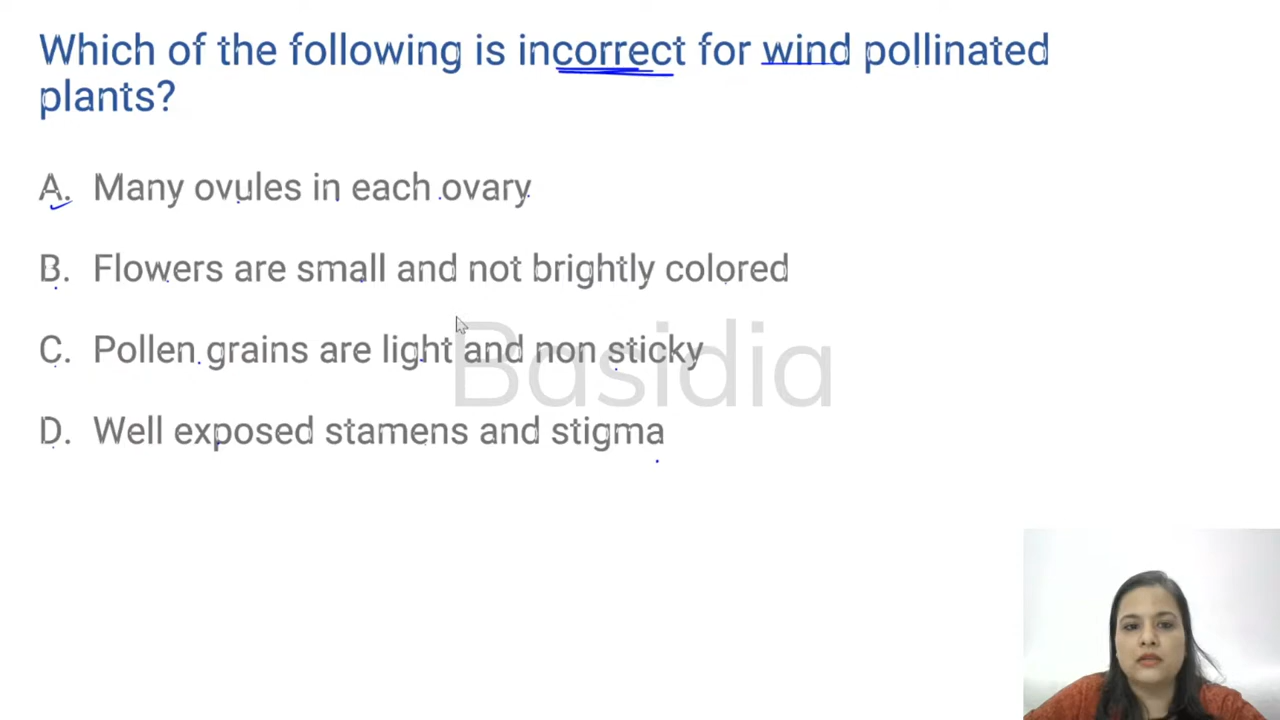 Which of the following is incorrect for wind pollinated
plants?
A. Many ovules in each ovary
B. Flowers are small and not brightly colored
C. Pollen grains are light and non sticky
D. Well exposed stamens and stigma
Basidia